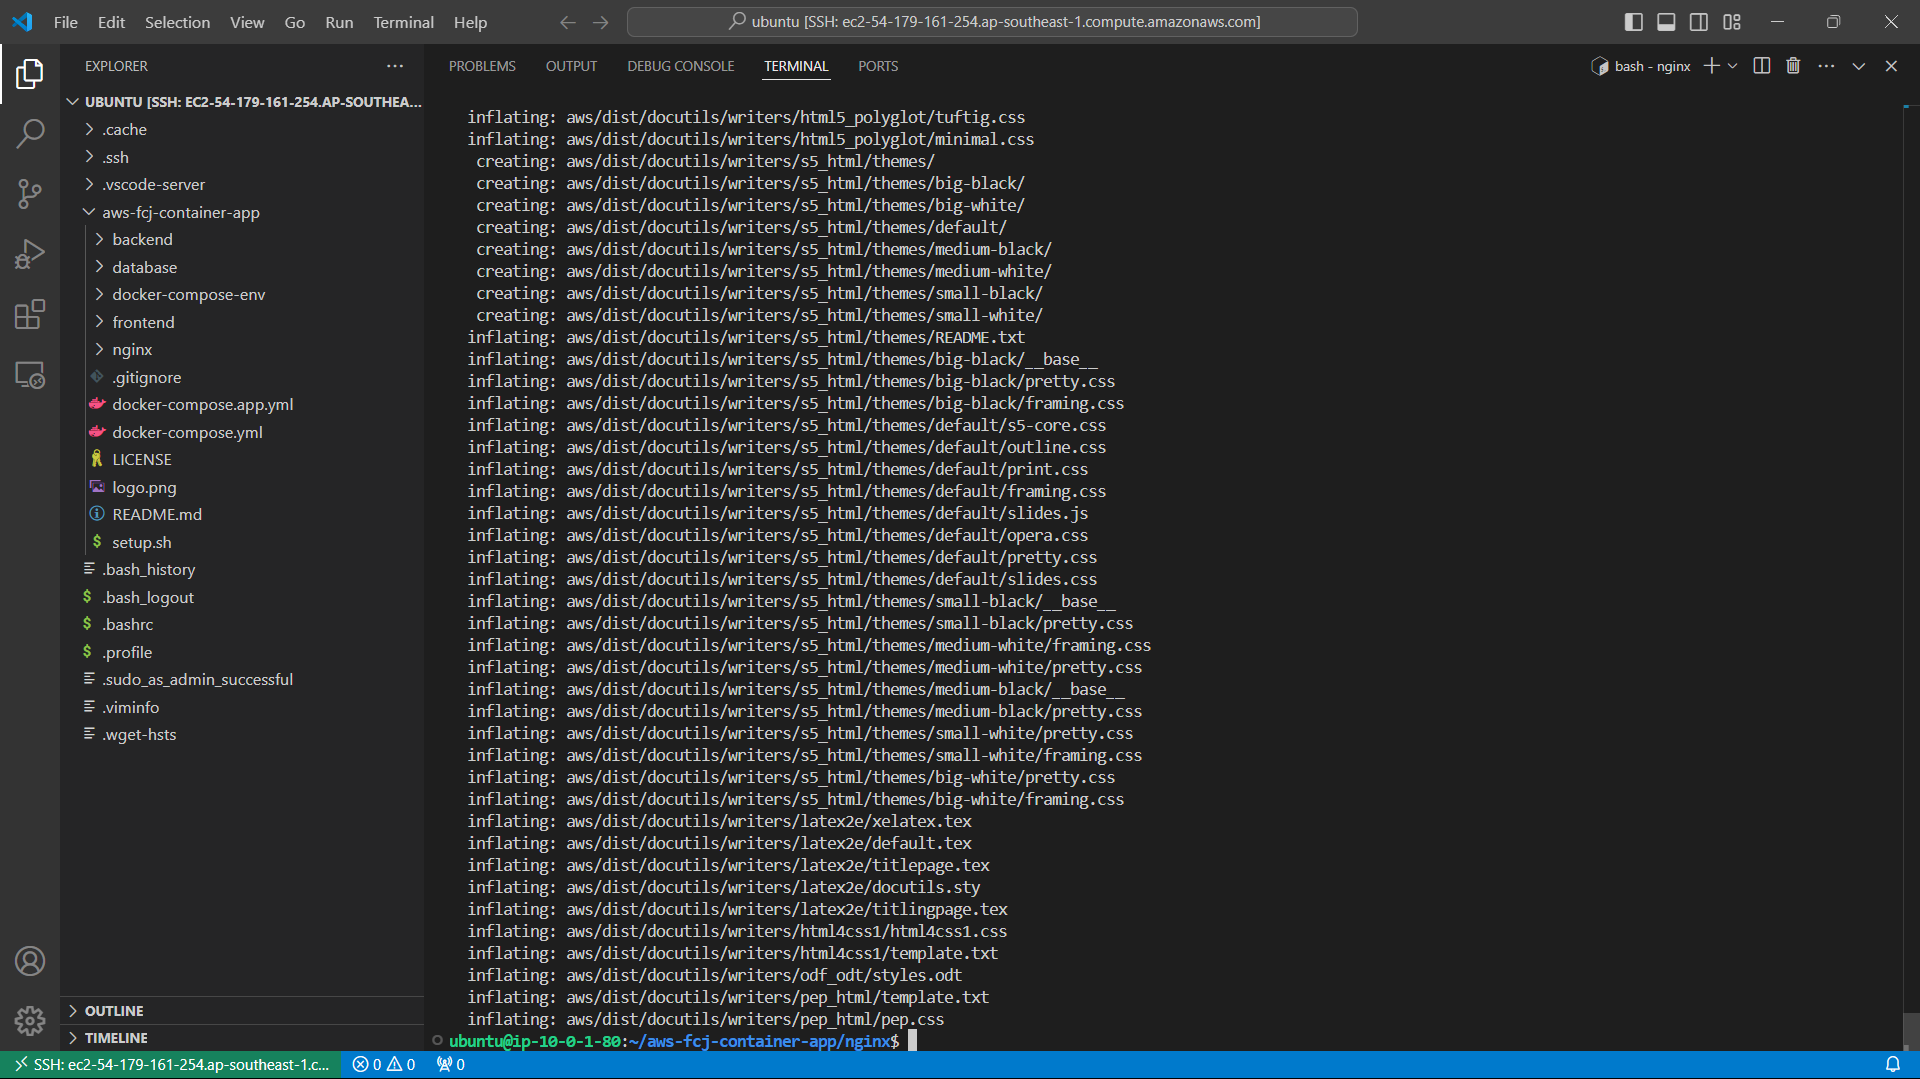 File Edit Selection View Go Run Terminal Help
ubuntu [SSH: ec2-54-179-161-254.ap-southeast-1.compute.amazonaws.com]
EXPLORER
UBUNTU [SSH: EC2-54-179-161-254.AP-SOUTHEA...
.cache
.ssh
.vscode-server
aws-fcj-container-app
backend
database
docker-compose-env
frontend
nginx
.gitignore
docker-compose.app.yml
docker-compose.yml
LICENSE
logo.png
README.md
setup.sh
.bash_history
.bash_logout
.bashrc
.profile
.sudo_as_admin_successful
.viminfo
.wget-hsts
OUTLINE
TIMELINE
PROBLEMS OUTPUT DEBUG CONSOLE TERMINAL PORTS
bash - nginx
inflating: aws/dist/docutils/writers/html5_polyglot/tuftig.css
inflating: aws/dist/docutils/writers/html5_polyglot/minimal.css
creating: aws/dist/docutils/writers/s5_html/themes/
creating: aws/dist/docutils/writers/s5_html/themes/big-black/
creating: aws/dist/docutils/writers/s5_html/themes/big-white/
creating: aws/dist/docutils/writers/s5_html/themes/default/
creating: aws/dist/docutils/writers/s5_html/themes/medium-black/
creating: aws/dist/docutils/writers/s5_html/themes/medium-white/
creating: aws/dist/docutils/writers/s5_html/themes/small-black/
creating: aws/dist/docutils/writers/s5_html/themes/small-white/
inflating: aws/dist/docutils/writers/s5_html/themes/README.txt
inflating: aws/dist/docutils/writers/s5_html/themes/big-black/__base__
inflating: aws/dist/docutils/writers/s5_html/themes/big-black/pretty.css
inflating: aws/dist/docutils/writers/s5_html/themes/big-black/framing.css
inflating: aws/dist/docutils/writers/s5_html/themes/default/s5-core.css
inflating: aws/dist/docutils/writers/s5_html/themes/default/outline.css
inflating: aws/dist/docutils/writers/s5_html/themes/default/print.css
inflating: aws/dist/docutils/writers/s5_html/themes/default/framing.css
inflating: aws/dist/docutils/writers/s5_html/themes/default/slides.js
inflating: aws/dist/docutils/writers/s5_html/themes/default/opera.css
inflating: aws/dist/docutils/writers/s5_html/themes/default/pretty.css
inflating: aws/dist/docutils/writers/s5_html/themes/default/slides.css
inflating: aws/dist/docutils/writers/s5_html/themes/small-black/__base__
inflating: aws/dist/docutils/writers/s5_html/themes/small-black/pretty.css
inflating: aws/dist/docutils/writers/s5_html/themes/medium-white/framing.css
inflating: aws/dist/docutils/writers/s5_html/themes/medium-white/pretty.css
inflating: aws/dist/docutils/writers/s5_html/themes/medium-black/__base__
inflating: aws/dist/docutils/writers/s5_html/themes/medium-black/pretty.css
inflating: aws/dist/docutils/writers/s5_html/themes/small-white/pretty.css
inflating: aws/dist/docutils/writers/s5_html/themes/small-white/framing.css
inflating: aws/dist/docutils/writers/s5_html/themes/big-white/pretty.css
inflating: aws/dist/docutils/writers/s5_html/themes/big-white/framing.css
inflating: aws/dist/docutils/writers/latex2e/xelatex.tex
inflating: aws/dist/docutils/writers/latex2e/default.tex
inflating: aws/dist/docutils/writers/latex2e/titlepage.tex
inflating: aws/dist/docutils/writers/latex2e/docutils.sty
inflating: aws/dist/docutils/writers/latex2e/titlingpage.tex
inflating: aws/dist/docutils/writers/html4css1/html4css1.css
inflating: aws/dist/docutils/writers/html4css1/template.txt
inflating: aws/dist/docutils/writers/odf_odt/styles.odt
inflating: aws/dist/docutils/writers/pep_html/template.txt
inflating: aws/dist/docutils/writers/pep_html/pep.css
ubuntu@ip-10-0-1-80:~/aws-fcj-container-app/nginx$
SSH: ec2-54-179-161-254.ap-southeast-1.c... 0 0 0